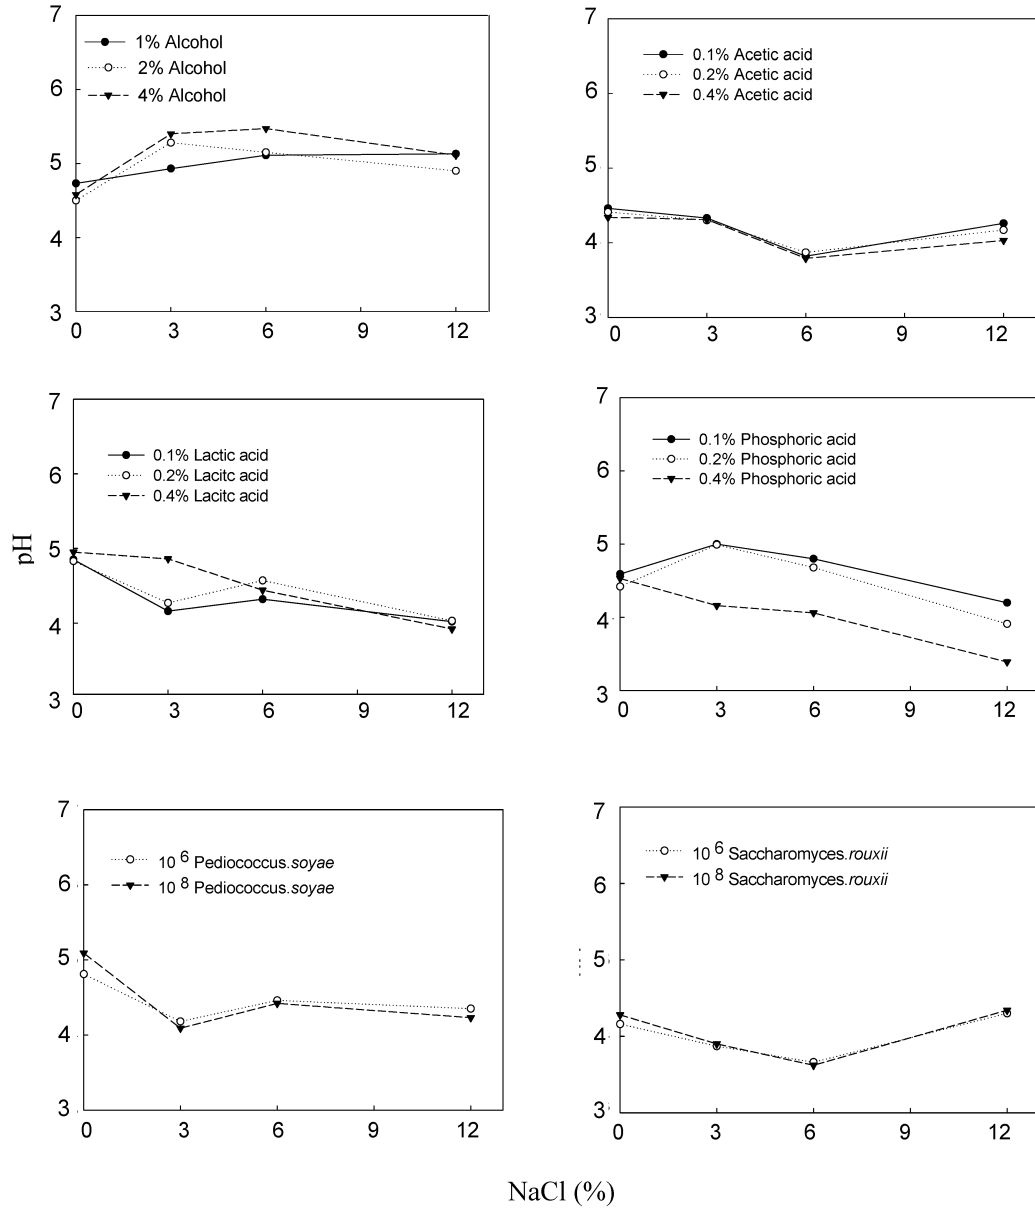 7
1% Alcohol
2% Alcohol
4% Alcohol
6
5
4
3
0 3 6 9 12
7
0.1% Acetic acid
0.2% Acetic acid
0.4% Acetic acid
6
5
4
3
0 3 6 9 12
7
0.1% Lactic acid
0.2% Lacitc acid
0.4% Lacitc acid
6
5
4
3
0 3 6 9 12
7
0.1% Phosphoric acid
0.2% Phosphoric acid
0.4% Phosphoric acid
6
5
4
3
0 3 6 9 12
pH
7
10 6 Pediococcus.soyae
10 8 Pediococcus.soyae
6
5
4
3
0 3 6 9 12
7
10 6 Saccharomyces.rouxii
10 8 Saccharomyces.rouxii
6
5
4
3
0 3 6 9 12
NaCl (%)